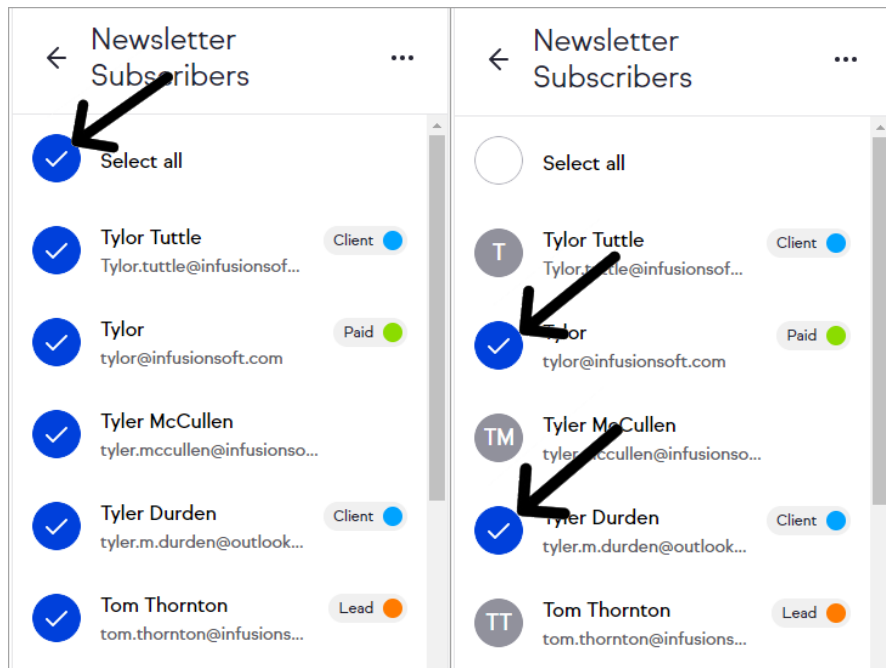 Newsletter
Subscribers
Select all
Tylor Tuttle
Client
Tylor.tuttle@infusionsof...
Tylor
Paid
tylor@infusionsoft.com
Tyler McCullen
tyler.mccullen@infusionso...
Tyler Durden
Client
tyler.m.durden@outlook...
Tom Thornton
Lead
tom.thornton@infusions...
Newsletter
Subscribers
Select all
T
Tylor Tuttle
Client
Tylor.tuttle@infusionsof...
Tylor
Paid
tylor@infusionsoft.com
TM
Tyler McCullen
tyler.mccullen@infusionso...
Tyler Durden
Client
tyler.m.durden@outlook...
TT
Tom Thornton
Lead
tom.thornton@infusions...